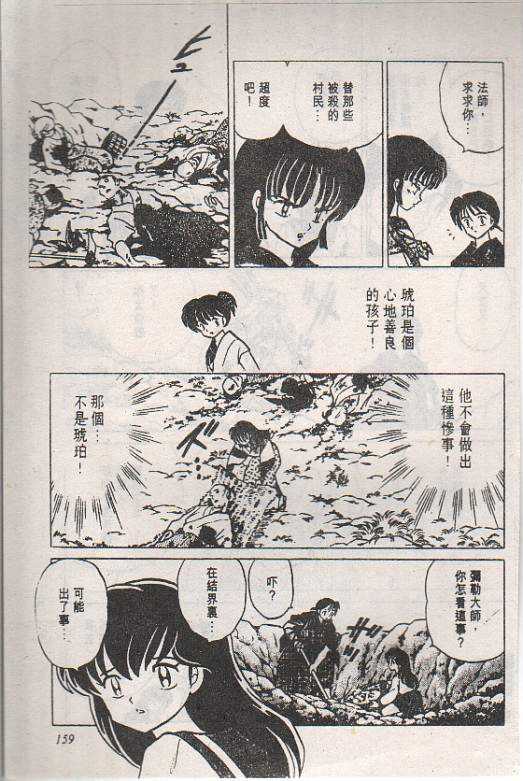 法師，
求求你…
替那些
被殺的
村民…
超度
吧！
ビュ
琥珀是個
心地善良
的孩子！
他不會做出
這種慘事！
ズ…
那個…
不是琥珀！
彌勒大師，
你怎看這事？
吓？
在結界裏…
可能
出了事…
159